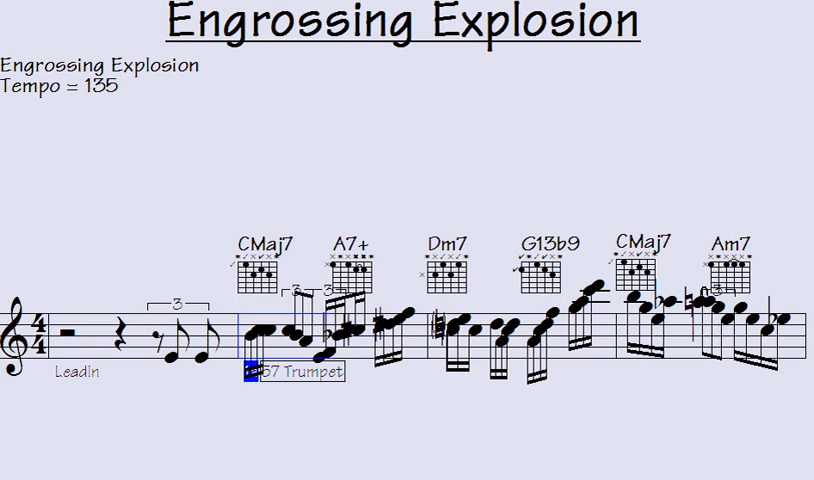 Engrossing Explosion
Engrossing Explosion
Tempo = 135
CMaj7 A7+ Dm7 G13b9 CMaj7 Am7
3 3 3 3
4
4
LeadIn 57 Trumpet